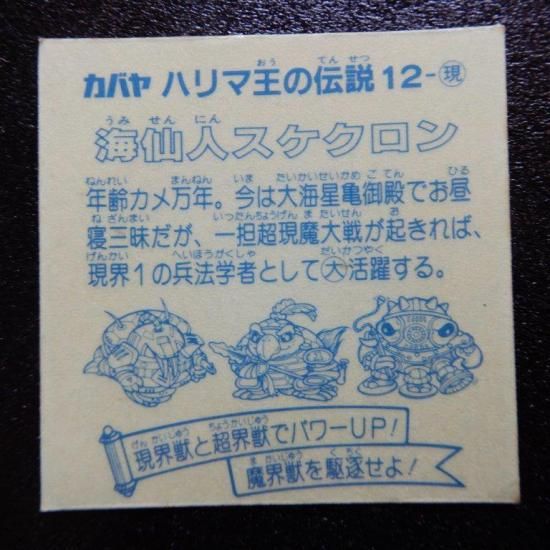 カバヤ ハリマ王の伝説 12-現
海仙人スケクロン
年齢カメ万年。今は大海星亀御殿でお昼
寝三昧だが、一担超現魔大戦が起きれば、
現界1の兵法学者として大活躍する。
現界獣と超界獣でパワーUP!
魔界獣を駆逐せよ!